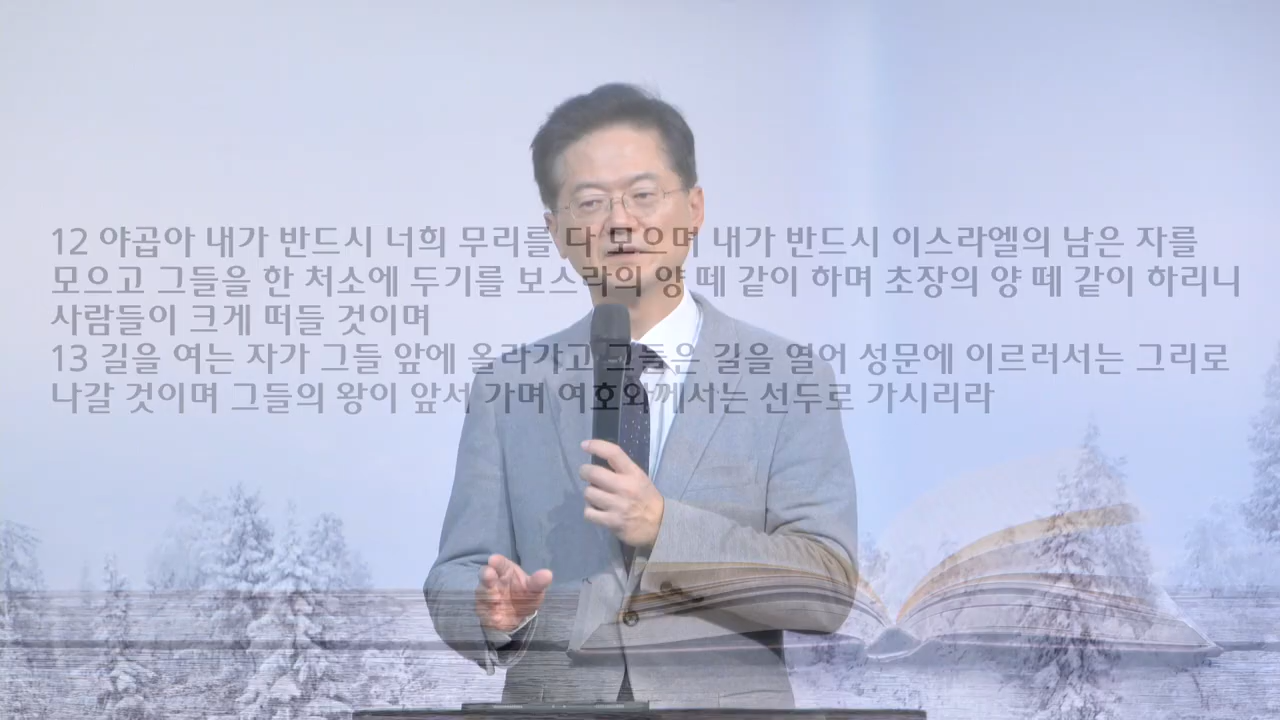 12 야곱아 내가 반드시 너희 무리를 다 모으며 내가 반드시 이스라엘의 남은 자를
모으고 그들을 한 처소에 두기를 보스라의 양 떼 같이 하며 초장의 양 떼 같이 하리니
사람들이 크게 떠들 것이며
13 길을 여는 자가 그들 앞에 올라가고 그들은 길을 열어 성문에 이르러서는 그리로
나갈 것이며 그들의 왕이 앞서 가며 여호와께서는 선두로 가시리라